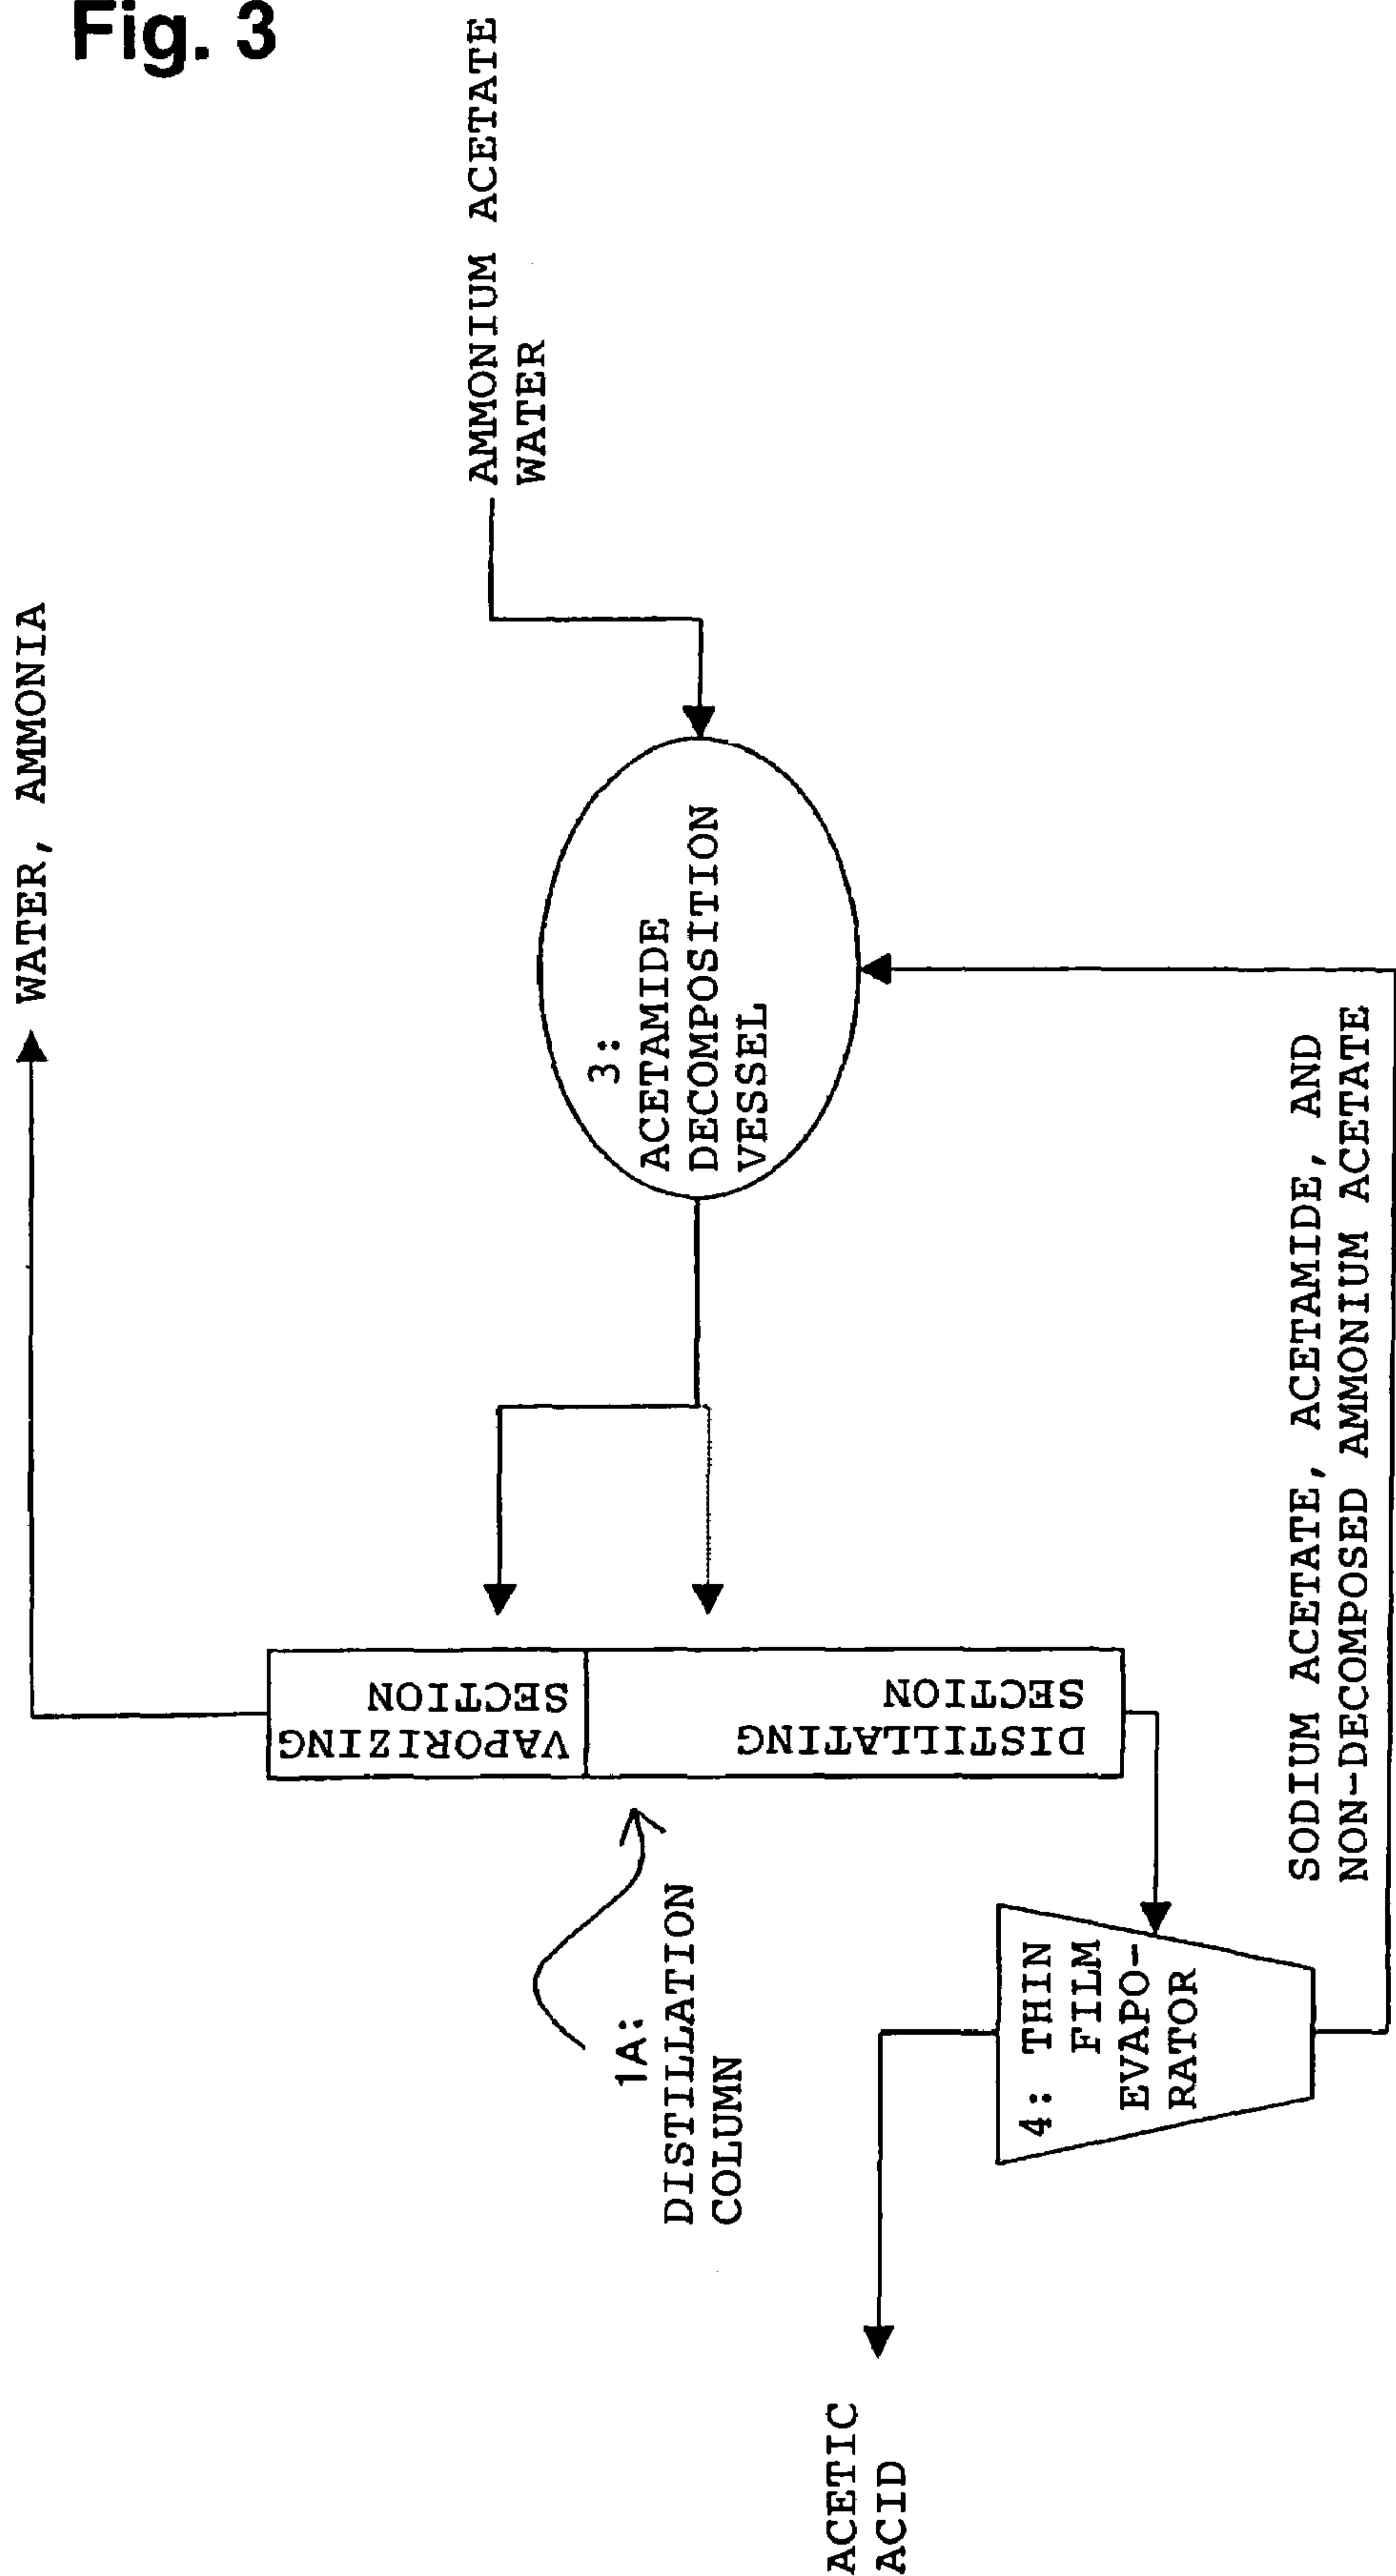 Fig. 3
WATER, AMMONIA
AMMONIUM ACETATE
WATER
3:
ACETAMIDE
DECOMPOSITION
VESSEL
VAPORIZING
SECTION
DISTILLATING
SECTION
1A:
DISTILLATION
COLUMN
4: THIN
FILM
EVAPO-
RATOR
SODIUM ACETATE, ACETAMIDE, AND
NON-DECOMPOSED AMMONIUM ACETATE
ACETIC
ACID